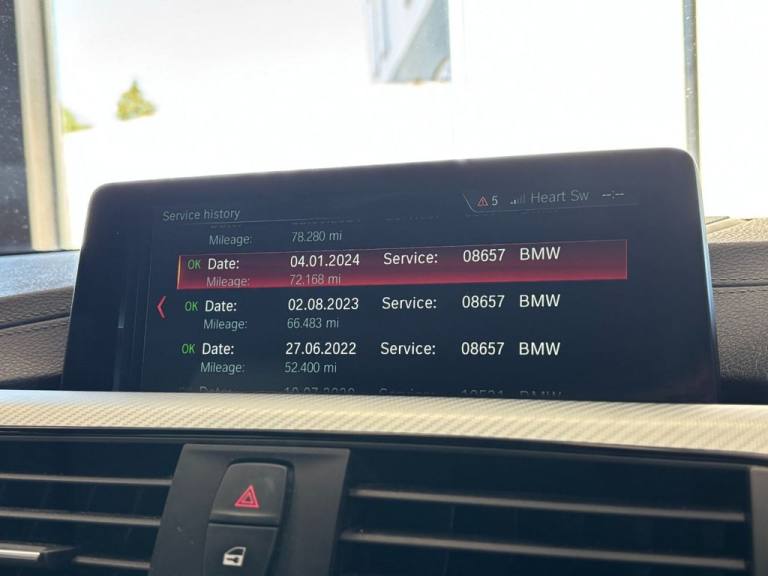 Service history
5 Heart Sw --:--
Mileage: 78.280 mi
OK Date: 04.01.2024 Service: 08657 BMW
Mileage: 72.168 mi
OK Date: 02.08.2023 Service: 08657 BMW
Mileage: 66.483 mi
OK Date: 27.06.2022 Service: 08657 BMW
Mileage: 52.400 mi